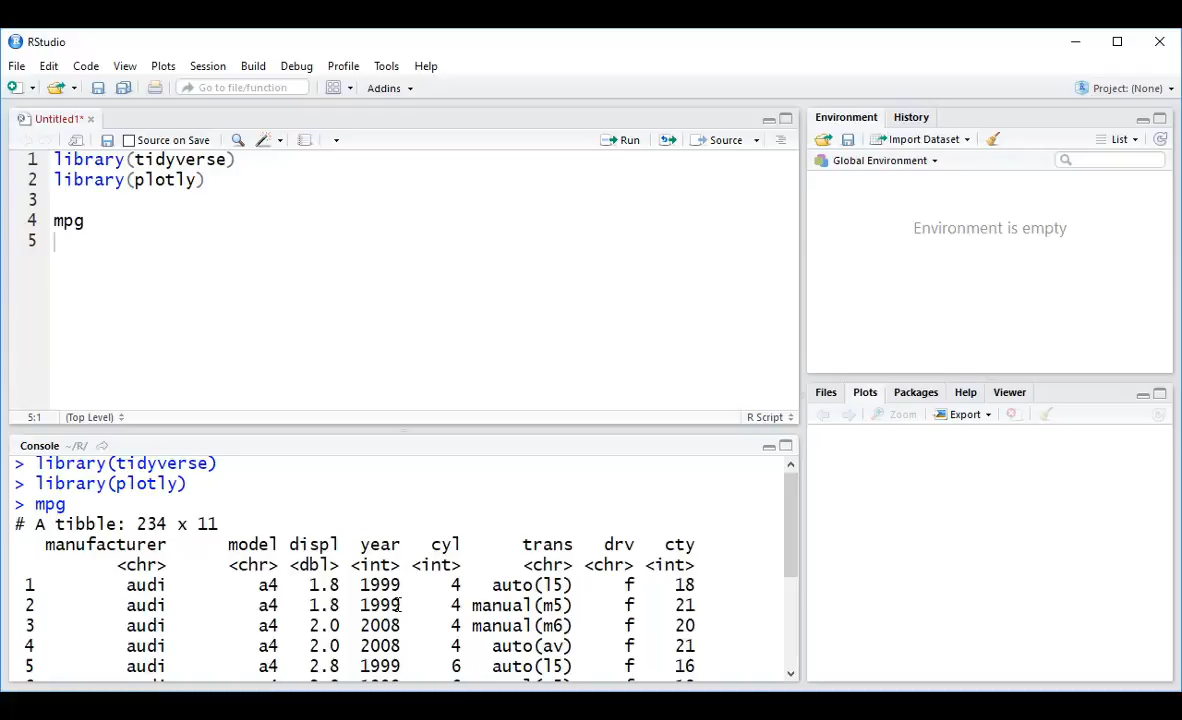 RStudio
File Edit Code View Plots Session Build Debug Profile Tools Help
Go to file/function Addins Project: (None)
Untitled1*
Source on Save Run Source
1 library(tidyverse)
2 library(plotly)
3
4 mpg
5
5:1 (Top Level) R Script
Console ~/R/
> library(tidyverse)
> library(plotly)
> mpg
# A tibble: 234 x 11
manufacturer model displ year cyl trans drv cty
<chr> <chr> <dbl> <int> <int> <chr> <chr> <int>
1 audi a4 1.8 1999 4 auto(l5) f 18
2 audi a4 1.8 1999 4 manual(m5) f 21
3 audi a4 2.0 2008 4 manual(m6) f 20
4 audi a4 2.0 2008 4 auto(av) f 21
5 audi a4 2.8 1999 6 auto(l5) f 16
Environment History
Import Dataset List
Global Environment
Environment is empty
Files Plots Packages Help Viewer
Zoom Export